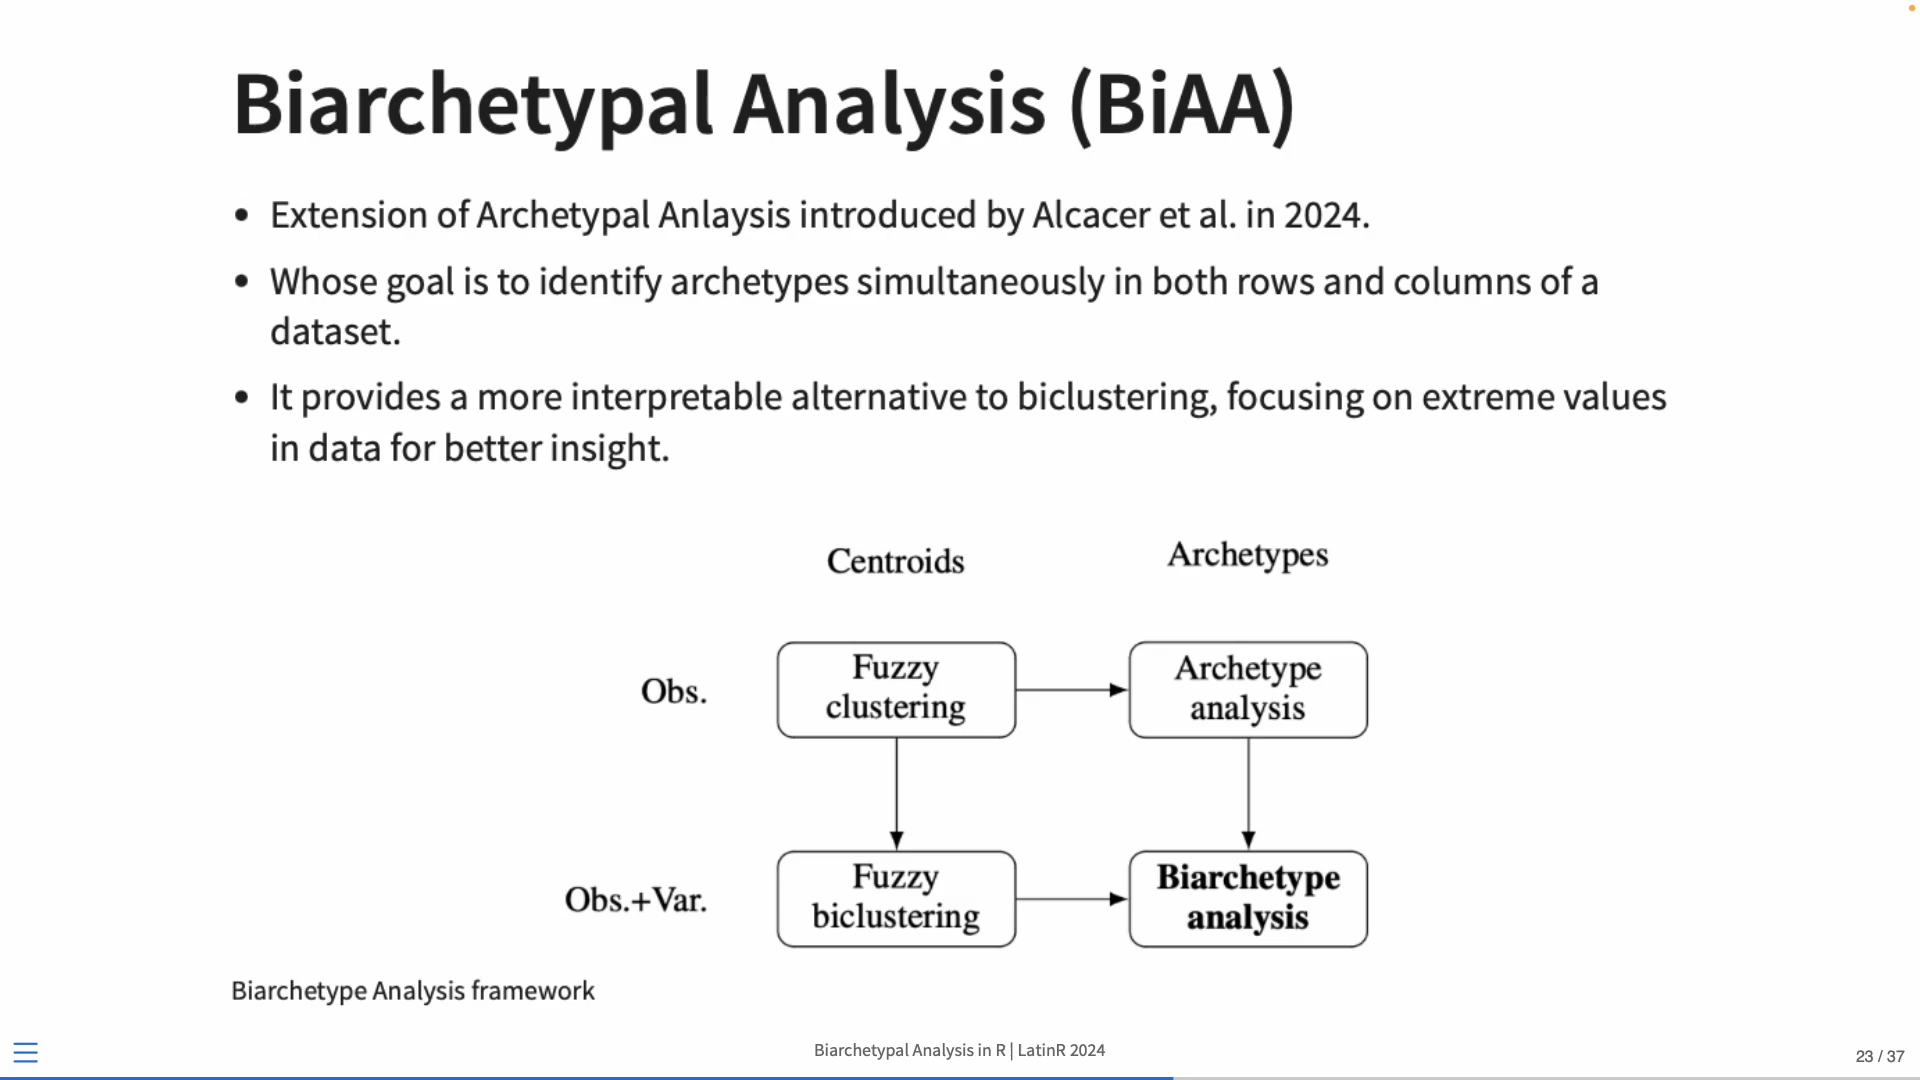 Biarchetypal Analysis (BiAA)
• Extension of Archetypal Anlaysis introduced by Alcacer et al. in 2024.
• Whose goal is to identify archetypes simultaneously in both rows and columns of a
dataset.
• It provides a more interpretable alternative to biclustering, focusing on extreme values
in data for better insight.
Centroids
Archetypes
Obs.
Fuzzy
clustering
Archetype
analysis
Obs.+Var.
Fuzzy
biclustering
Biarchetype
analysis
Biarchetype Analysis framework
Biarchetypal Analysis in R | LatinR 2024
23 / 37